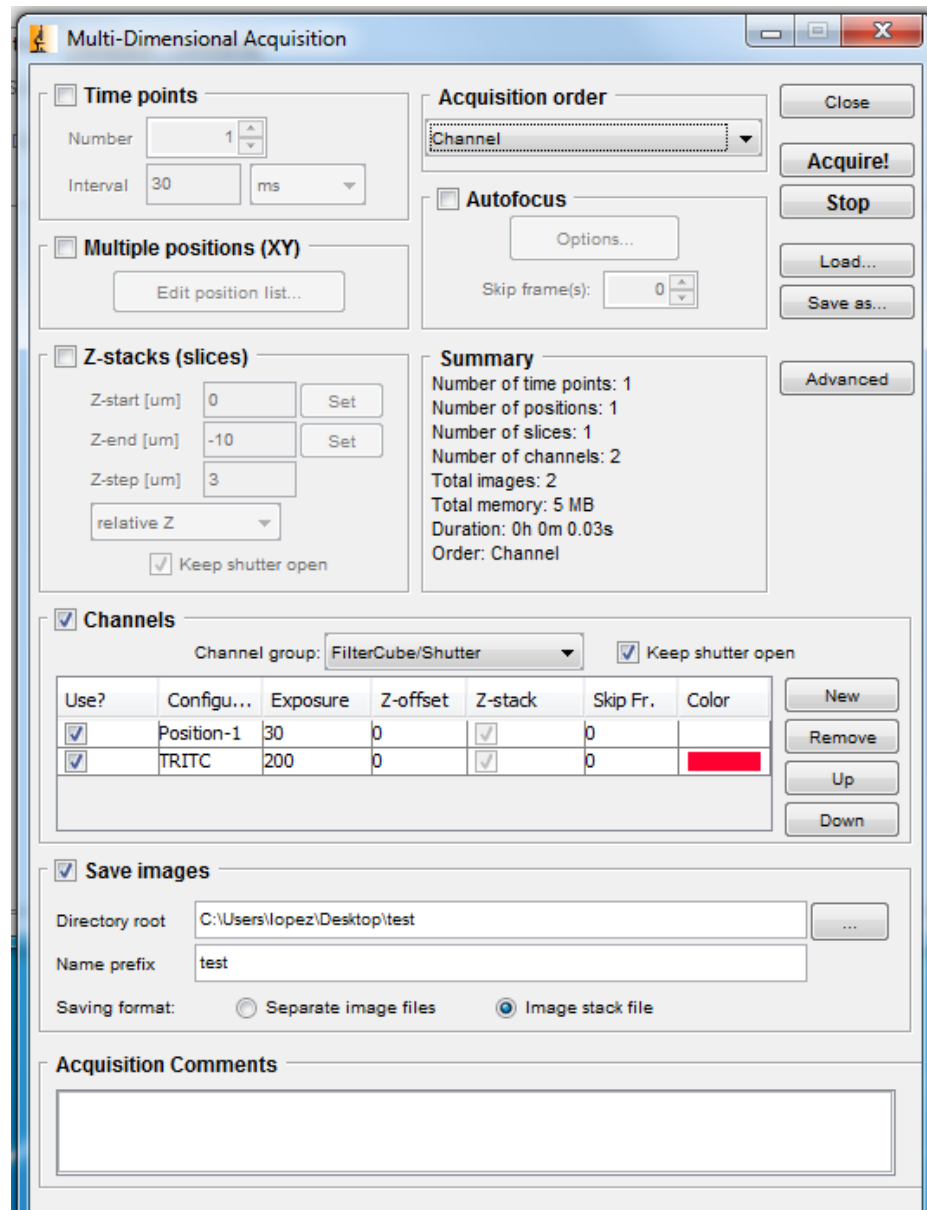 Multi-Dimensional Acquisition
Time points
Number 1
Interval 30 ms
Multiple positions (XY)
Edit position list...
Z-stacks (slices)
Z-start [um] 0 Set
Z-end [um] -10 Set
Z-step [um] 3
relative Z
Keep shutter open
Acquisition order
Channel
Autofocus
Options...
Skip frame(s): 0
Summary
Number of time points: 1
Number of positions: 1
Number of slices: 1
Number of channels: 2
Total images: 2
Total memory: 5 MB
Duration: 0h 0m 0.03s
Order: Channel
Close
Acquire!
Stop
Load...
Save as...
Advanced
Channels
Channel group: FilterCube/Shutter Keep shutter open
Use? Configu... Exposure Z-offset Z-stack Skip Fr. Color
Position-1 30 0 0
TRITC 200 0 0
New
Remove
Up
Down
Save images
Directory root C:\Users\lopez\Desktop\test ...
Name prefix test
Saving format: Separate image files Image stack file
Acquisition Comments